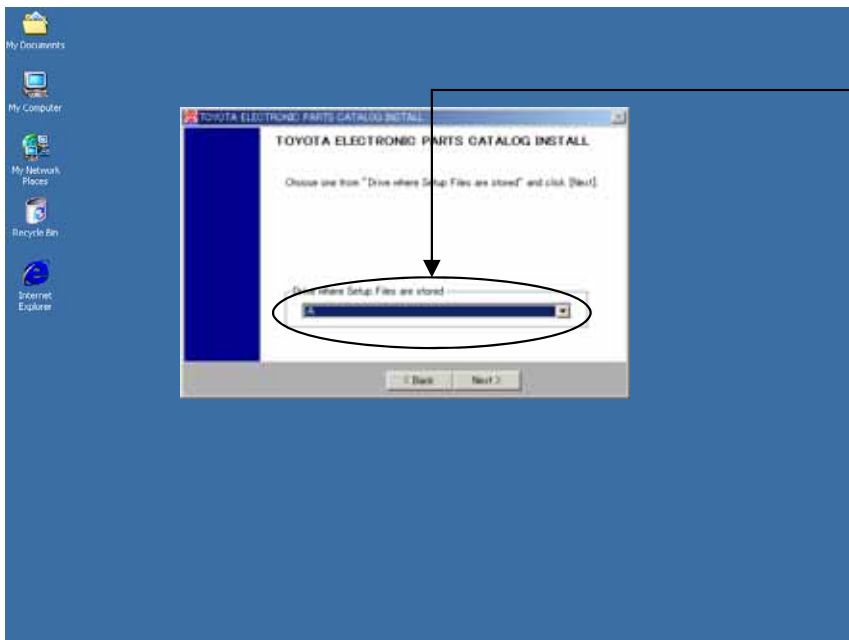 My Documents
My Computer
My Network
Places
Recycle Bin
Internet
Explorer
TOYOTA ELECTRONIC PARTS CATALOG INSTALL
TOYOTA ELECTRONIC PARTS CATALOG INSTALL
Choose one from "Drive where Setup Files are stored" and click [Next].
Drive where Setup Files are stored
A
< Back
Next >